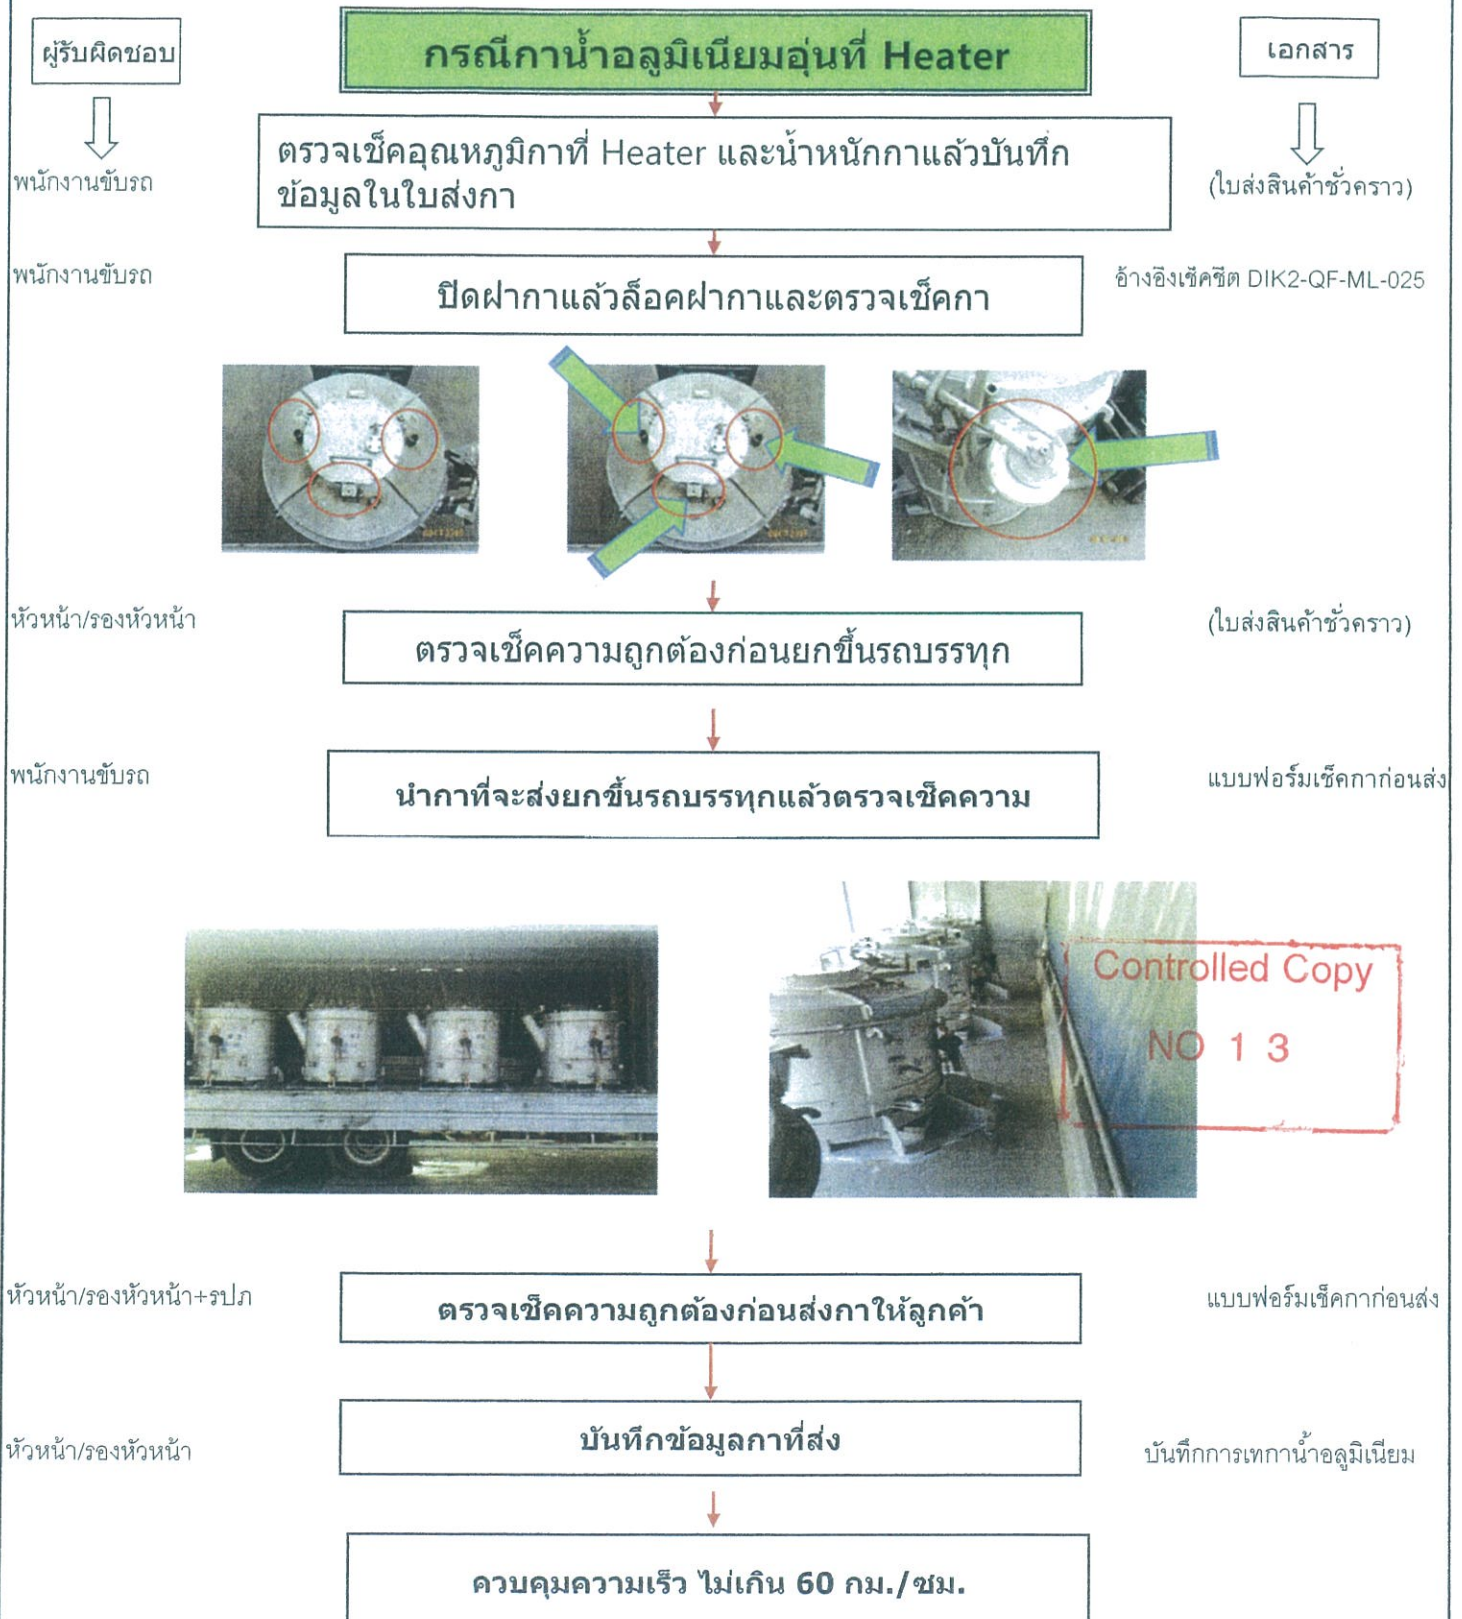 ผู้รับผิดชอบ
กรณีกาน้ำอลูมิเนียมอุ่นที่ Heater
เอกสาร
พนักงานขับรถ
ตรวจเช็คอุณหภูมิกาที่ Heater และน้ำหนักกาแล้วบันทึก
ข้อมูลในใบส่งกา
(ใบส่งสินค้าชั่วคราว)
พนักงานขับรถ
ปิดฝากาแล้วล็อคฝากาและตรวจเช็คกา
อ้างอิงเช็คชีต DIK2-QF-ML-025
หัวหน้า/รองหัวหน้า
ตรวจเช็คความถูกต้องก่อนยกขึ้นรถบรรทุก
(ใบส่งสินค้าชั่วคราว)
พนักงานขับรถ
นำกาที่จะส่งยกขึ้นรถบรรทุกแล้วตรวจเช็คความ
แบบฟอร์มเช็คกาก่อนส่ง
Controlled Copy
NO 1 3
หัวหน้า/รองหัวหน้า+รปภ
ตรวจเช็คความถูกต้องก่อนส่งกาให้ลูกค้า
แบบฟอร์มเช็คกาก่อนส่ง
หัวหน้า/รองหัวหน้า
บันทึกข้อมูลกาที่ส่ง
บันทึกการเทกาน้ำอลูมิเนียม
ควบคุมความเร็ว ไม่เกิน 60 กม./ชม.